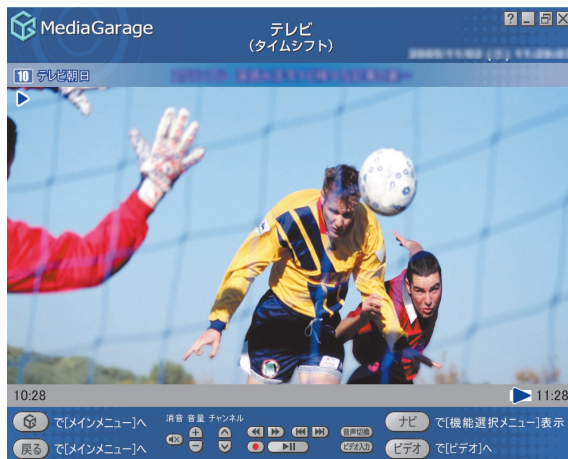 MediaGarage
テレビ
(タイムシフト)
10 テレビ朝日
10:28
11:28
で[メインメニュー]へ
消音 音量 チャンネル
音声切換
ナビ で[機能選択メニュー]表示
戻る で[メインメニュー]へ
ビデオ入力
ビデオ で[ビデオ]へ